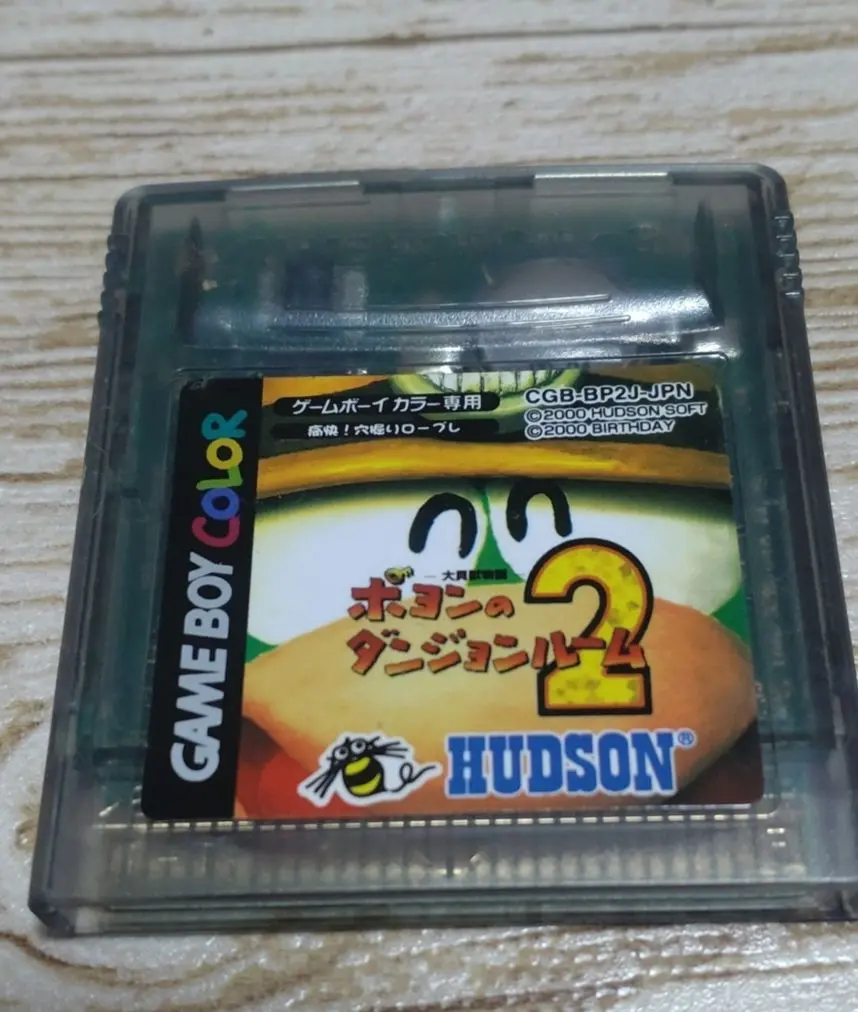 GAME BOY COLOR
ゲームボーイカラー専用
痛快!穴掘りロープレ
CGB-BP2J-JPN
©2000 HUDSON SOFT
©2000 BIRTHDAY
大貝獣物語
ポヨンの
ダンジョンルーム2
HUDSON®